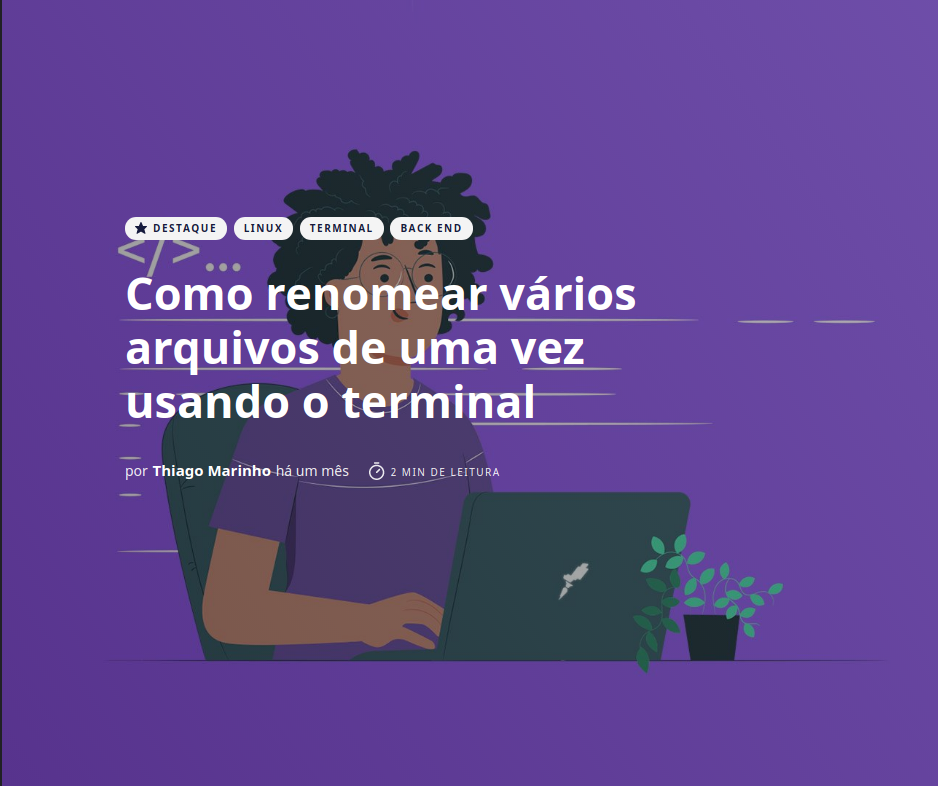 DESTAQUE LINUX TERMINAL BACK END
</>...
Como renomear vários
arquivos de uma vez
usando o terminal
por Thiago Marinho há um mês 2 MIN DE LEITURA